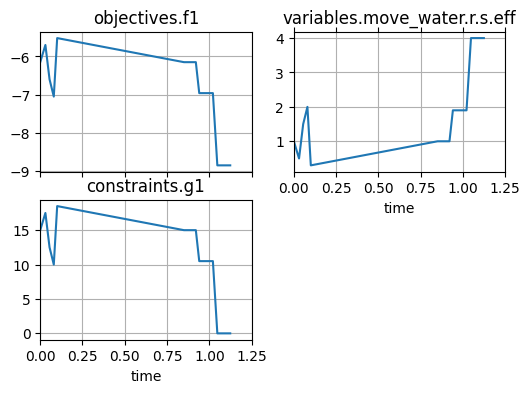 objectives.f1
−6
−7
−8
−9
variables.move_water.r.s.eff
4
3
2
1
0.00 0.25 0.50 0.75 1.00 1.25
time
constraints.g1
15
10
5
0
0.00 0.25 0.50 0.75 1.00 1.25
time